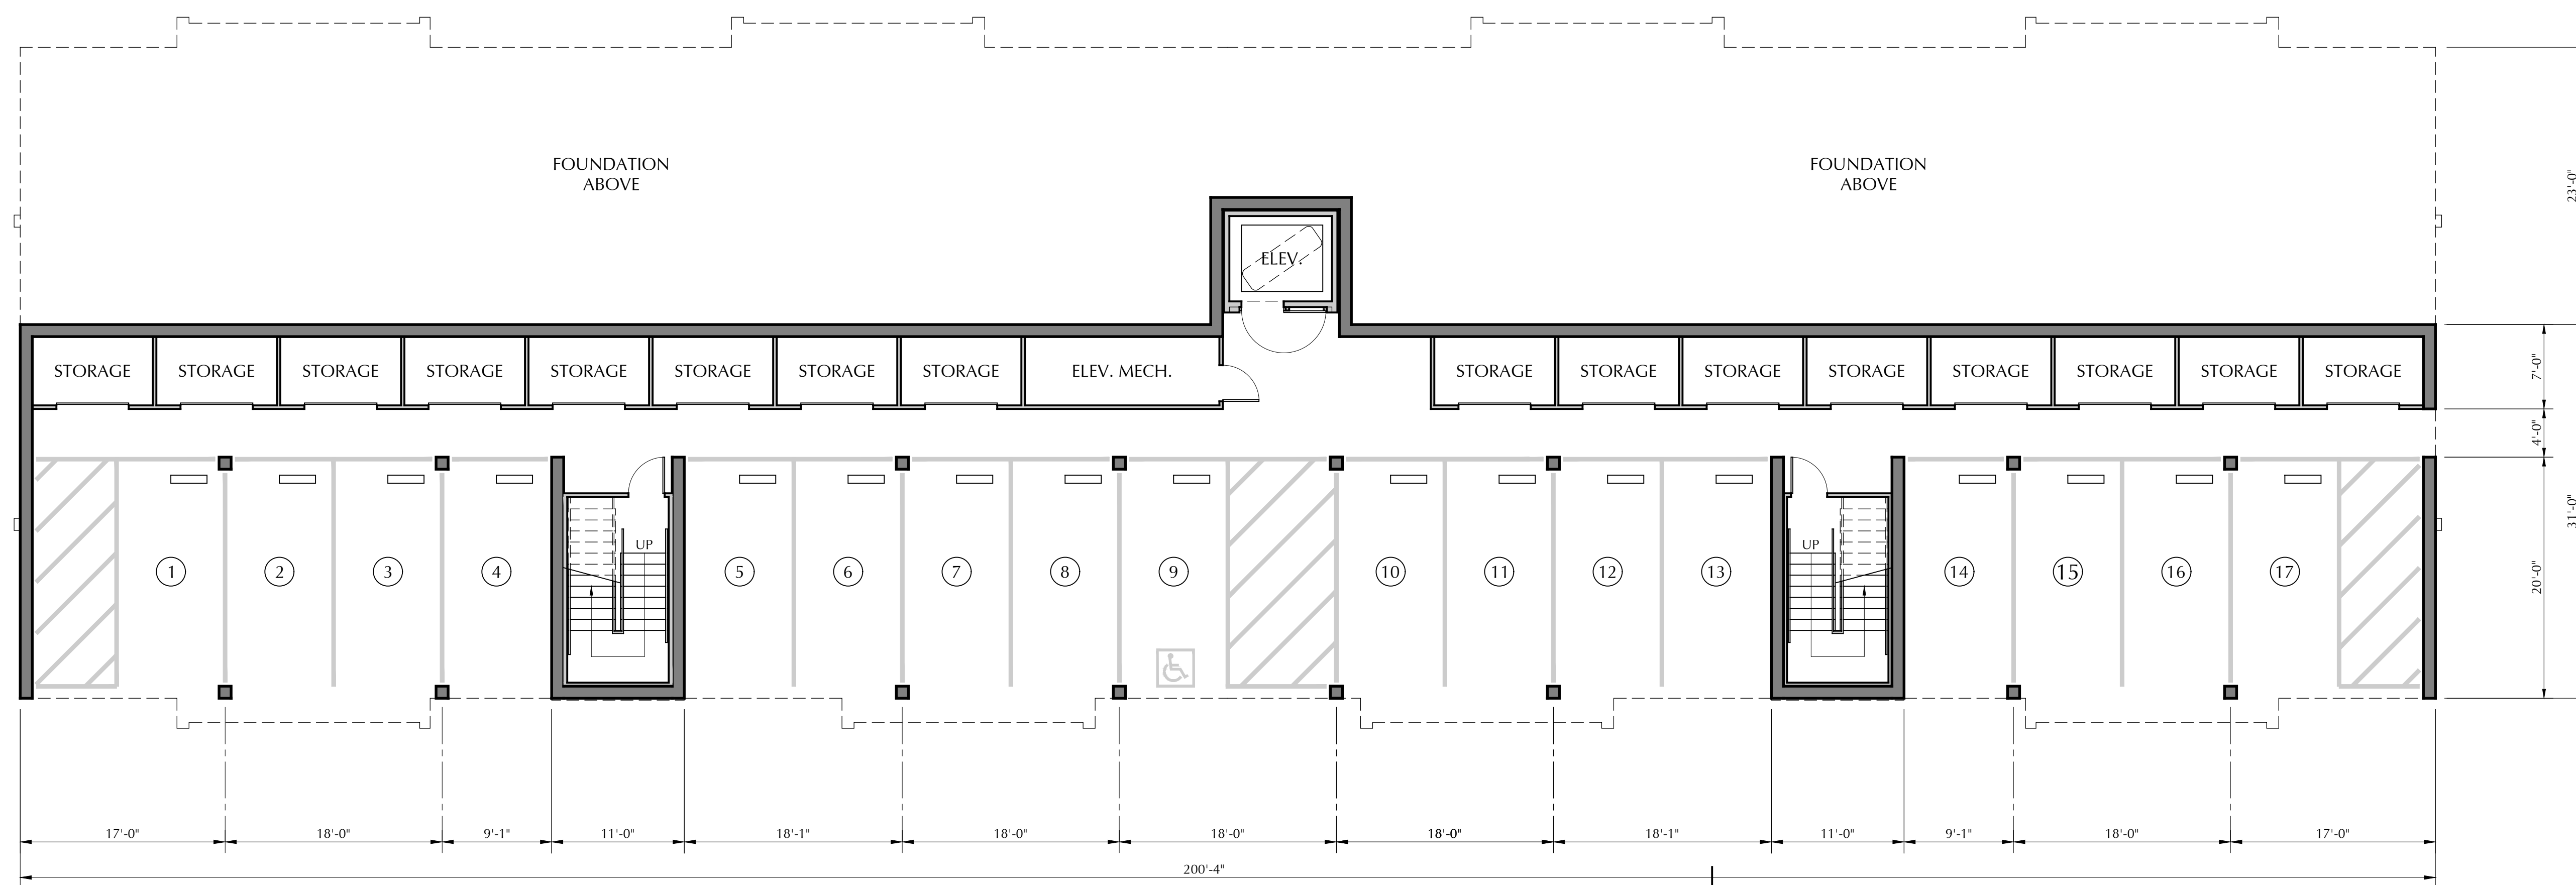 FOUNDATION
ABOVE
FOUNDATION
ABOVE
23'-0"
ELEV.
STORAGE
STORAGE
STORAGE
STORAGE
STORAGE
STORAGE
STORAGE
STORAGE
ELEV. MECH.
STORAGE
STORAGE
STORAGE
STORAGE
STORAGE
STORAGE
STORAGE
STORAGE
7'-0"
4'-0"
31'-0"
20'-0"
UP
UP
1
2
3
4
5
6
7
8
9
10
11
12
13
14
15
16
17
17'-0"
18'-0"
9'-1"
11'-0"
18'-1"
18'-0"
18'-0"
18'-0"
18'-1"
11'-0"
9'-1"
18'-0"
17'-0"
200'-4"